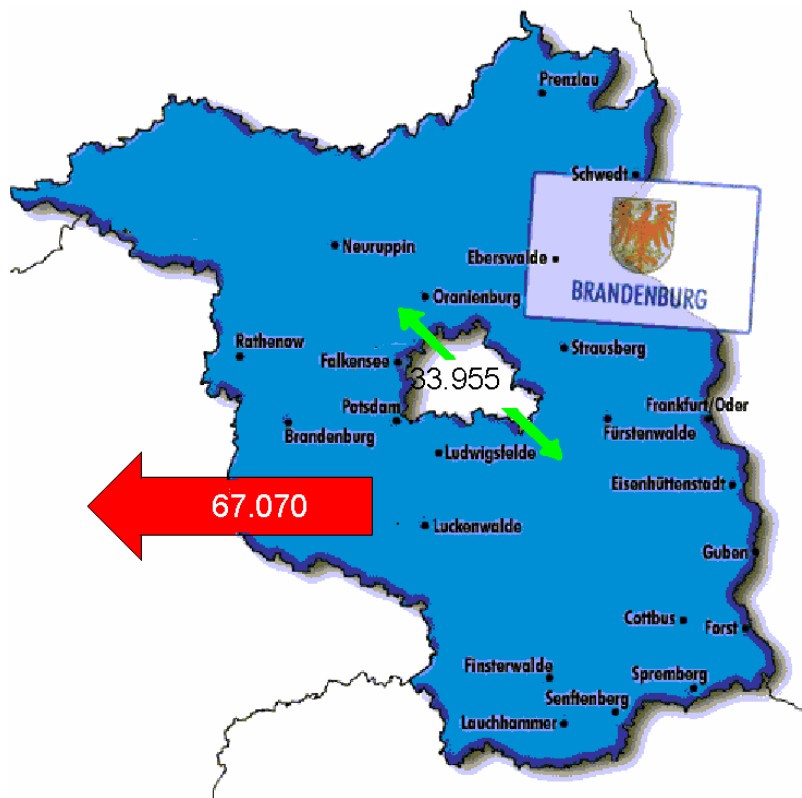 Prenzlau
Schwedt
Neuruppin
Eberswalde
BRANDENBURG
Oranienburg
Rathenow
Strausberg
Falkensee
33.955
Potsdam
Frankfurt/Oder
Brandenburg
Fürstenwalde
Ludwigsfelde
Eisenhüttenstadt
67.070
Luckenwalde
Guben
Cottbus
Forst
Finsterwalde
Spremberg
Senftenberg
Lauchhammer